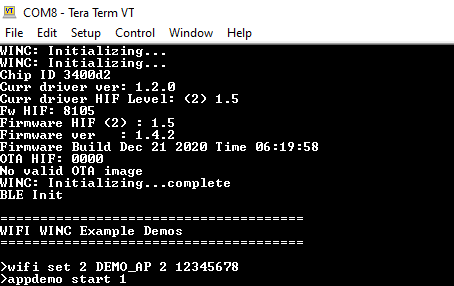 COM8 - Tera Term VT
File Edit Setup Control Window Help
WINC: Initializing...
WINC: Initializing...
Chip ID 3400d2
Curr driver ver: 1.2.0
Curr driver HIF Level: (2) 1.5
Fw HIF: 8105
Firmware HIF (2) : 1.5
Firmware ver   : 1.4.2
Firmware Build Dec 21 2020 Time 06:19:58
OTA HIF: 0000
No valid OTA image
WINC: Initializing...complete
BLE Init
======================================
WIFI WINC Example Demos
======================================
>wifi set 2 DEMO_AP 2 12345678
>appdemo start 1